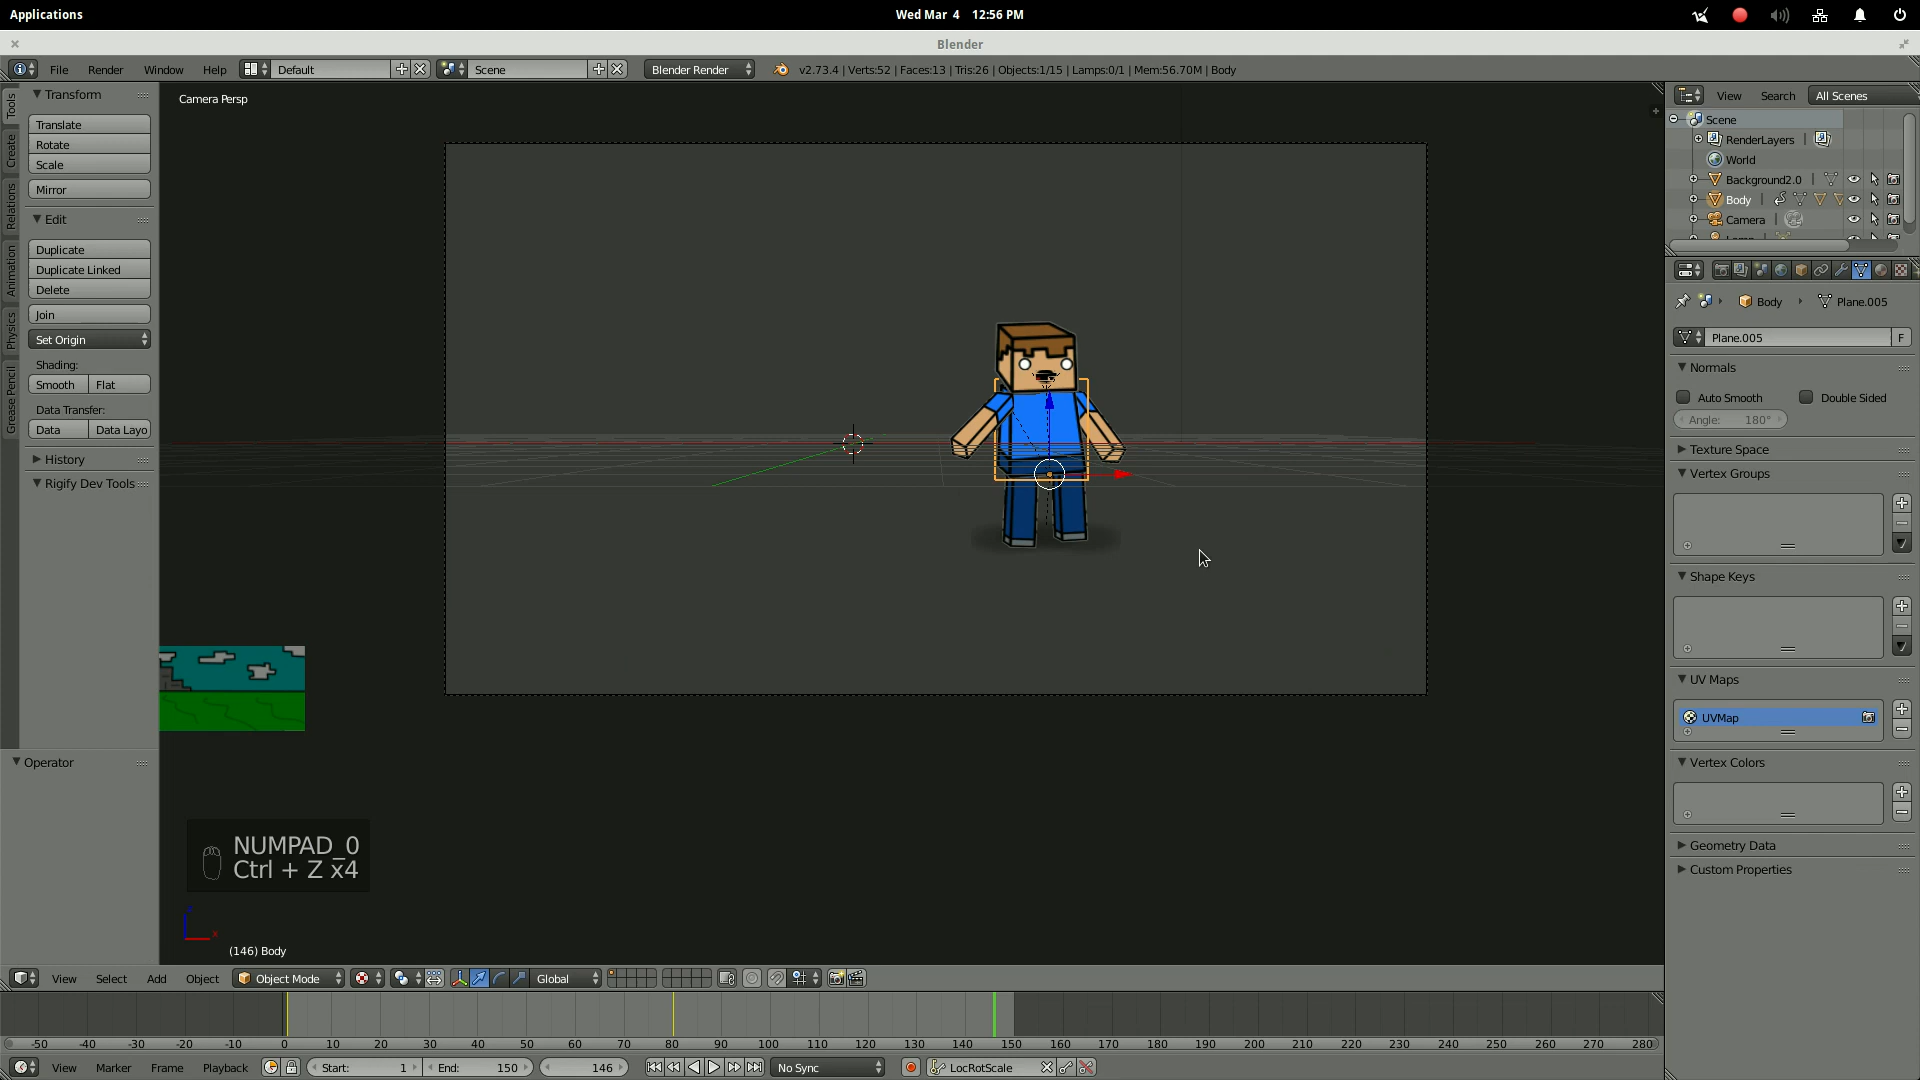 Applications
Wed Mar 4 12:56 PM
Blender
File Render Window Help
Default
Scene
Blender Render
v2.73.4 | Verts:52 | Faces:13 | Tris:26 | Objects:1/15 | Lamps:0/1 | Mem:56.70M | Body
Tools
Create
Relations
Animation
Physics
Grease Pencil
Transform
Translate
Rotate
Scale
Mirror
Edit
Duplicate
Duplicate Linked
Delete
Join
Set Origin
Shading:
Smooth Flat
Data Transfer:
Data Data Layo
History
Rigify Dev Tools
Operator
Camera Persp
NUMPAD_0
Ctrl + Z x4
(146) Body
View Select Add Object
Object Mode
Global
View Search All Scenes
Scene
RenderLayers
World
Background2.0
Body
Camera
Body Plane.005
Plane.005 F
Normals
Auto Smooth Double Sided
Angle: 180°
Texture Space
Vertex Groups
Shape Keys
UV Maps
UVMap
Vertex Colors
Geometry Data
Custom Properties
-50 -40 -30 -20 -10 0 10 20 30 40 50 60 70 80 90 100 110 120 130 140 150 160 170 180 190 200 210 220 230 240 250 260 270 280
View Marker Frame Playback
Start: 1
End: 150
146
No Sync
LocRotScale